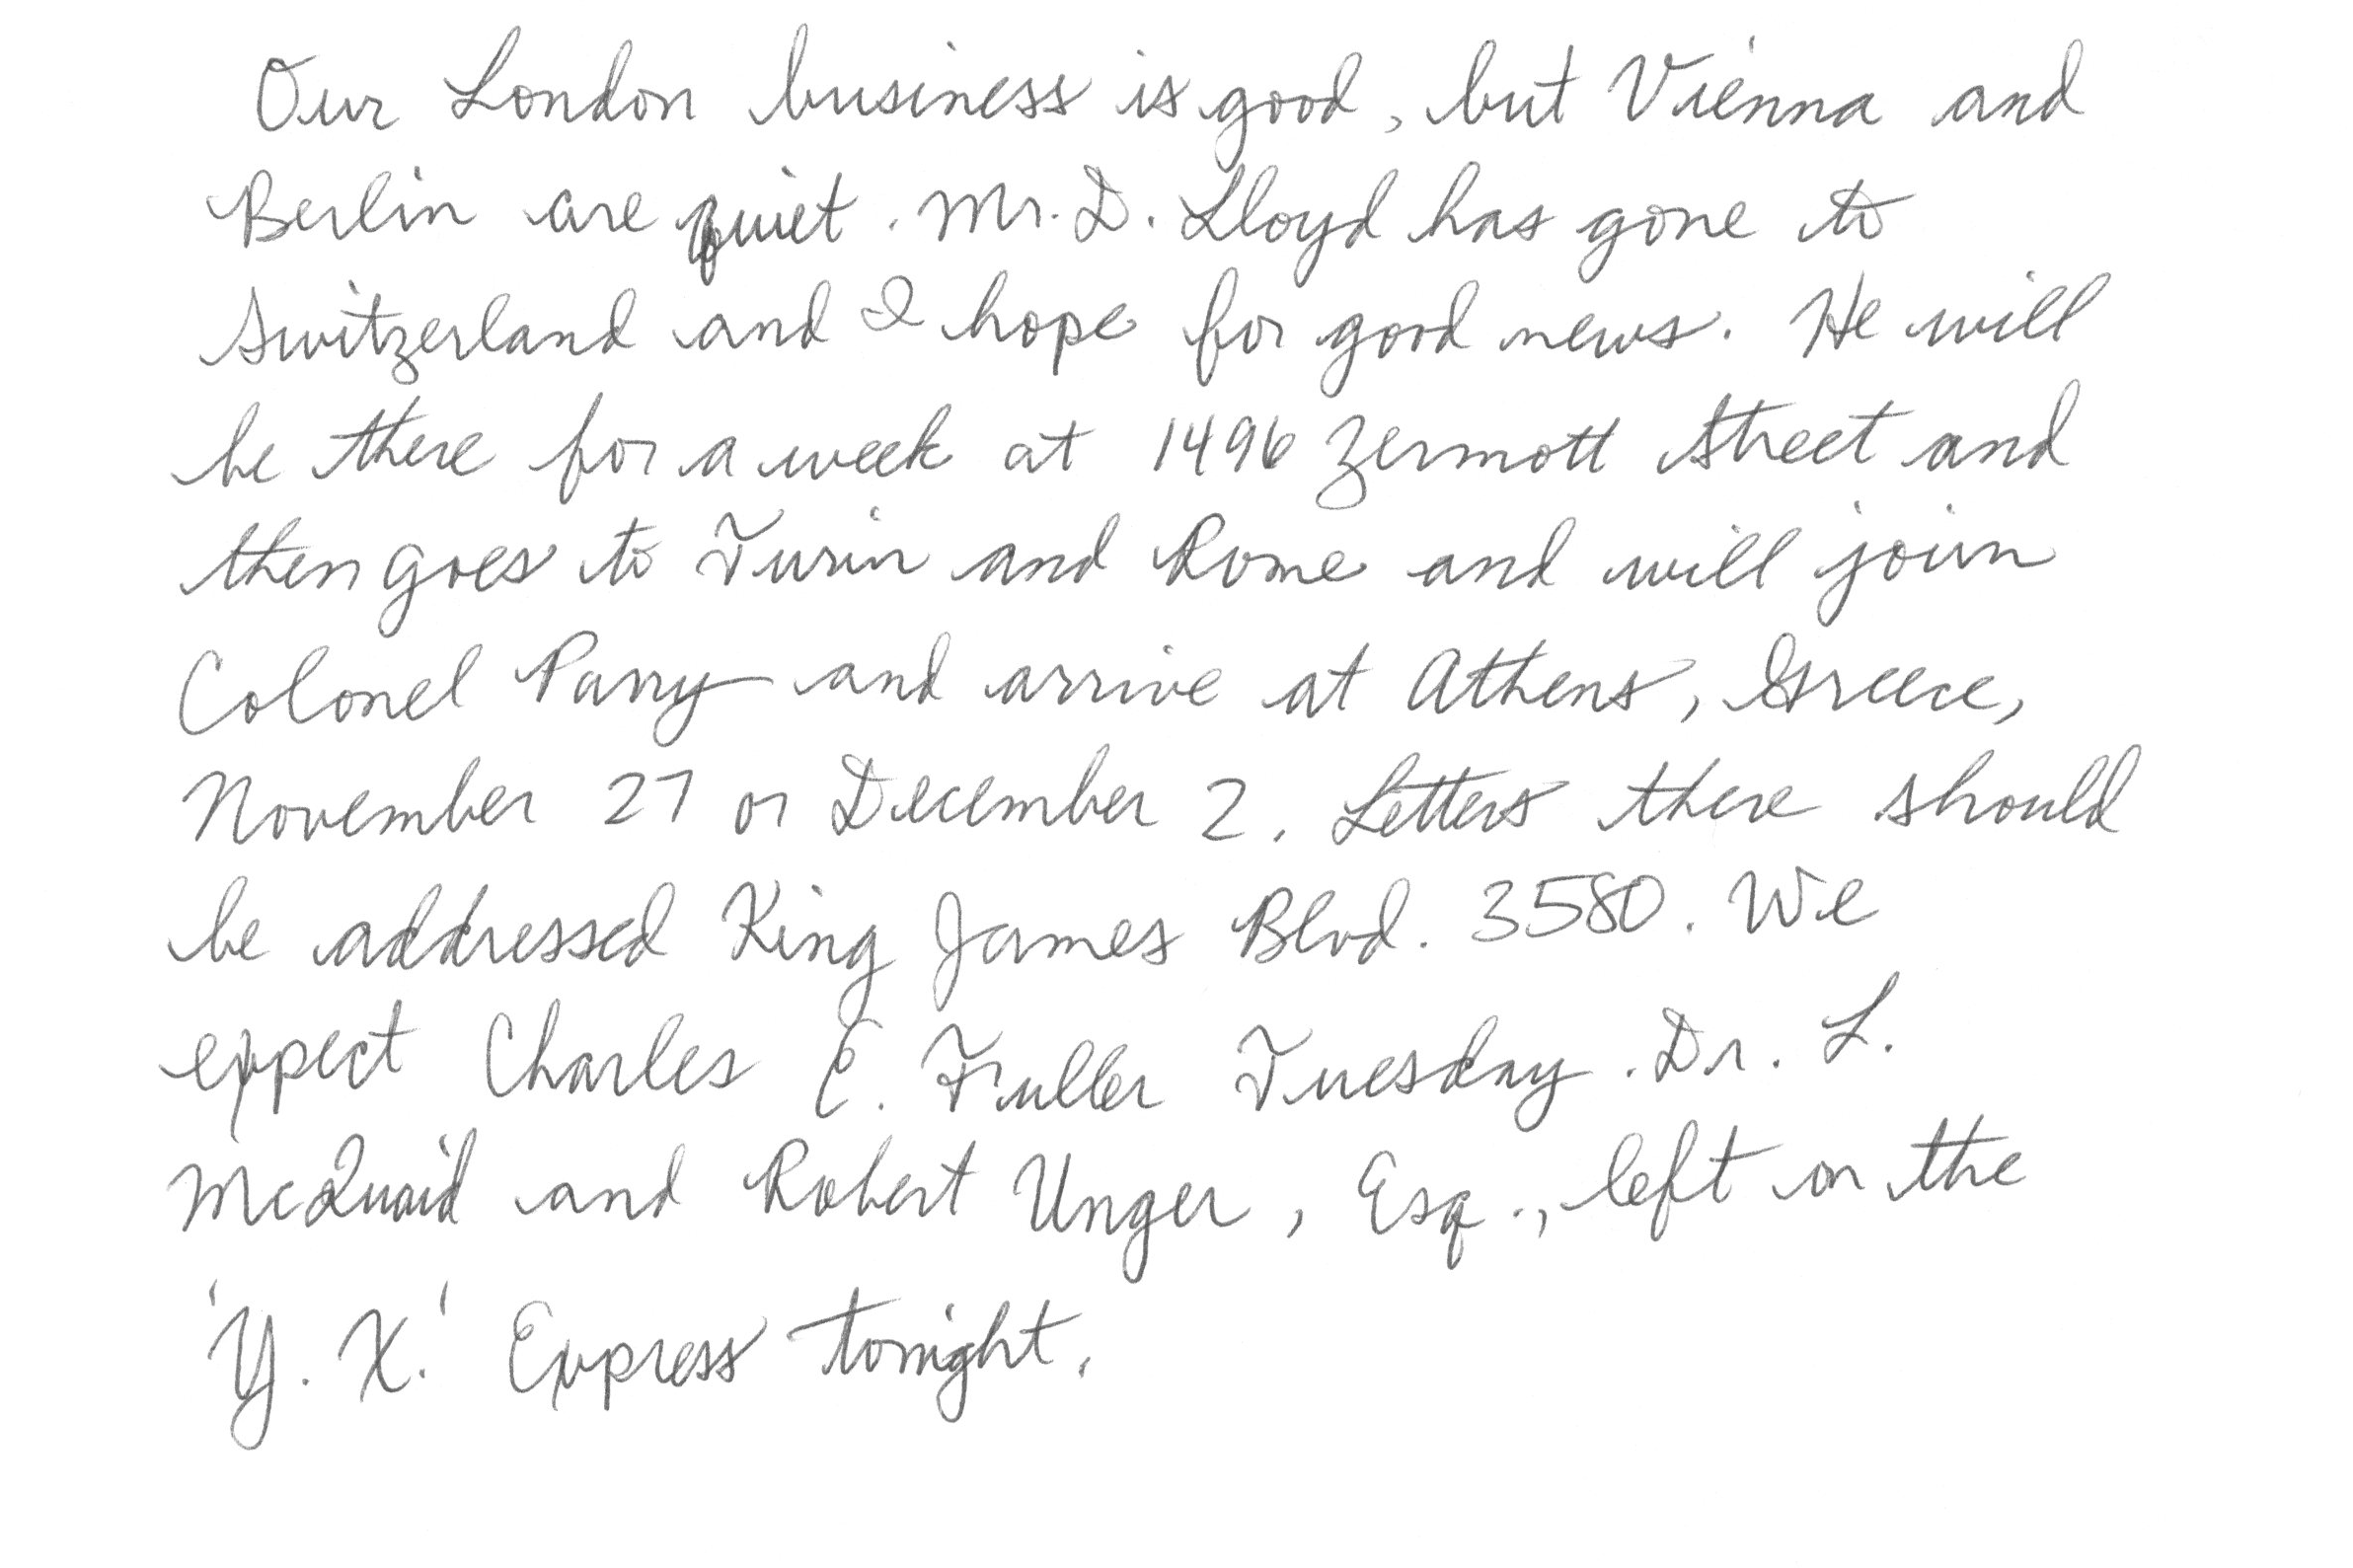 Our London business is good, but Vienna and
Berlin are quiet. Mr. D. Lloyd has gone to
Switzerland and I hope for good news. He will
be there for a week at 1496 Zermott Street and
then goes to Turin and Rome and will join
Colonel Parry and arrive at Athens, Greece,
November 27 or December 2. Letters there should
be addressed King James Blvd. 3580. We
expect Charles E. Fuller Tuesday. Dr. L.
McQuaid and Robert Unger, Esq., left on the
'Y. X.' Express tonight.